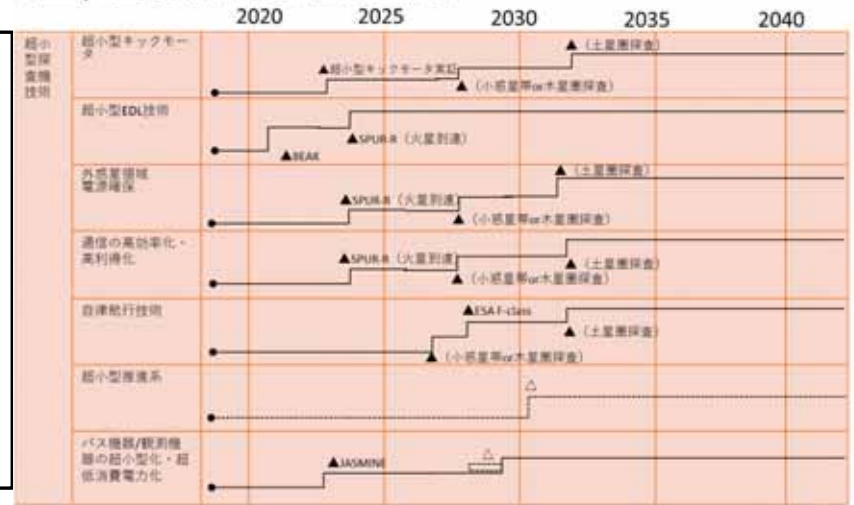 2020 2025 2030 2035 2040
超小
型探
査機
技術
超小型キックモー
タ
▲(土星圏探査)
▲超小型キックモータ実証
▲(小惑星帯or木星圏探査)
超小型EDL技術
▲SPUR-R(火星到達)
▲BEAK
外惑星領域
電源確保
▲(土星圏探査)
▲SPUR-R(火星到達)
▲(小惑星帯or木星圏探査)
通信の高効率化・
高利得化
▲SPUR-R(火星到達)
▲(土星圏探査)
▲(小惑星帯or木星圏探査)
自律航行技術
▲ESA F-class
▲(土星圏探査)
▲(小惑星帯or木星圏探査)
超小型推進系
△
バス機器/観測機
器の超小型化・超
低消費電力化
△
▲JASMINE